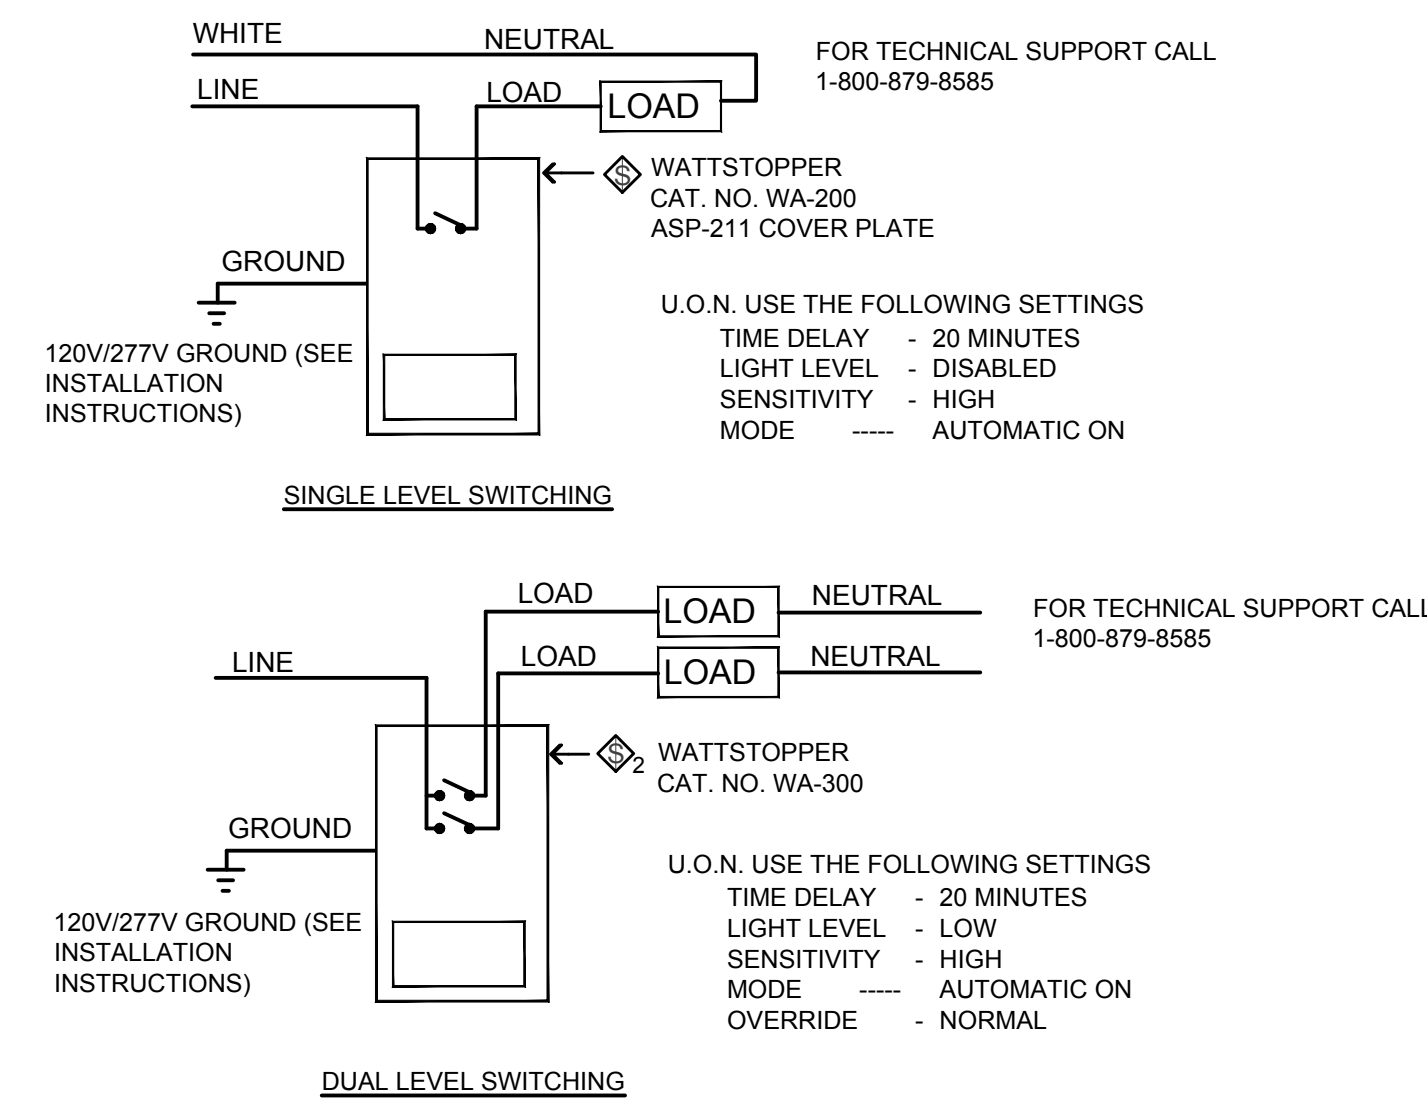 WHITE
NEUTRAL
FOR TECHNICAL SUPPORT CALL
1-800-879-8585
LINE
LOAD
LOAD
$
WATTSTOPPER
CAT. NO. WA-200
ASP-211 COVER PLATE
GROUND
120V/277V GROUND (SEE
INSTALLATION
INSTRUCTIONS)
U.O.N. USE THE FOLLOWING SETTINGS
TIME DELAY - 20 MINUTES
LIGHT LEVEL - DISABLED
SENSITIVITY - HIGH
MODE ----- AUTOMATIC ON
SINGLE LEVEL SWITCHING
LOAD
LOAD
NEUTRAL
FOR TECHNICAL SUPPORT CALL
1-800-879-8585
LINE
LOAD
LOAD
NEUTRAL
$2
WATTSTOPPER
CAT. NO. WA-300
GROUND
120V/277V GROUND (SEE
INSTALLATION
INSTRUCTIONS)
U.O.N. USE THE FOLLOWING SETTINGS
TIME DELAY - 20 MINUTES
LIGHT LEVEL - LOW
SENSITIVITY - HIGH
MODE ----- AUTOMATIC ON
OVERRIDE - NORMAL
DUAL LEVEL SWITCHING